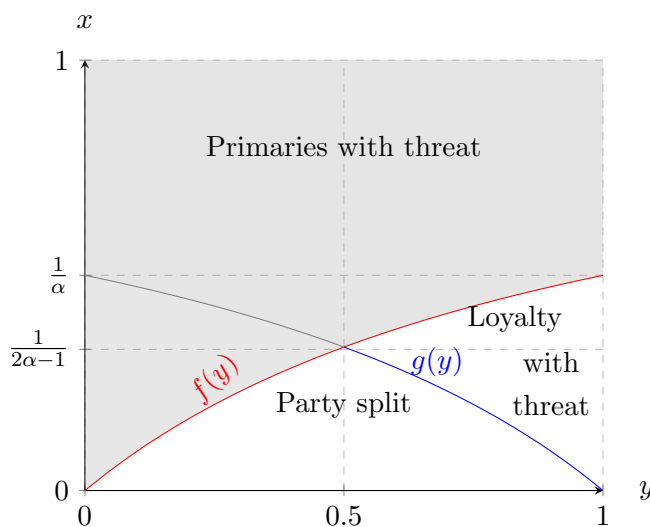 x
1
Primaries with threat
1/α
Loyalty
1/(2α−1)
f(y)
g(y)
with
Party split
threat
0
y
0
0.5
1